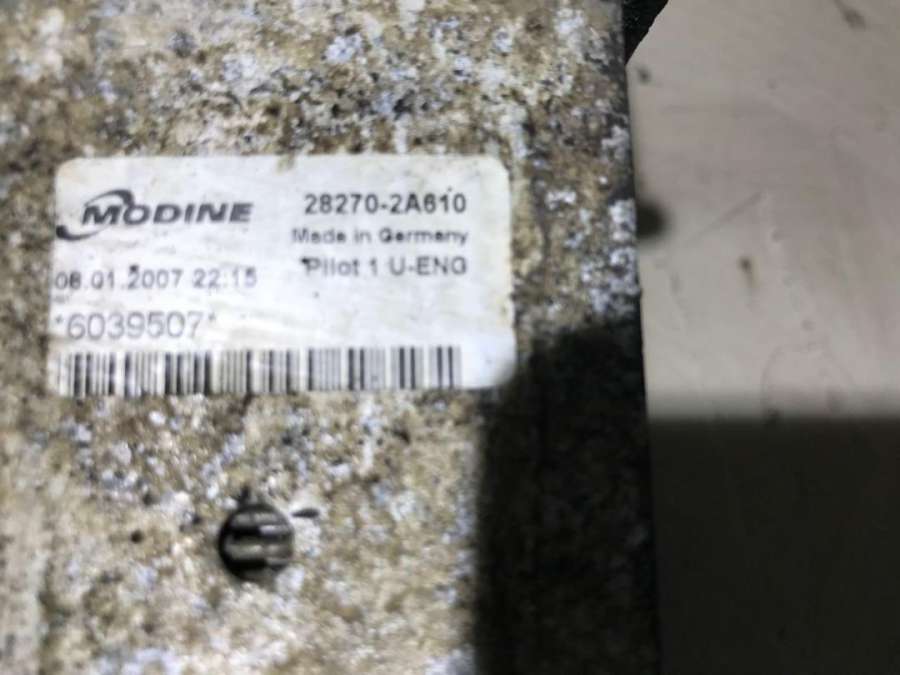 MODINE
28270-2A610
Made in Germany
Pilot 1 U-ENG
08.01.2007 22:15
*6039507*